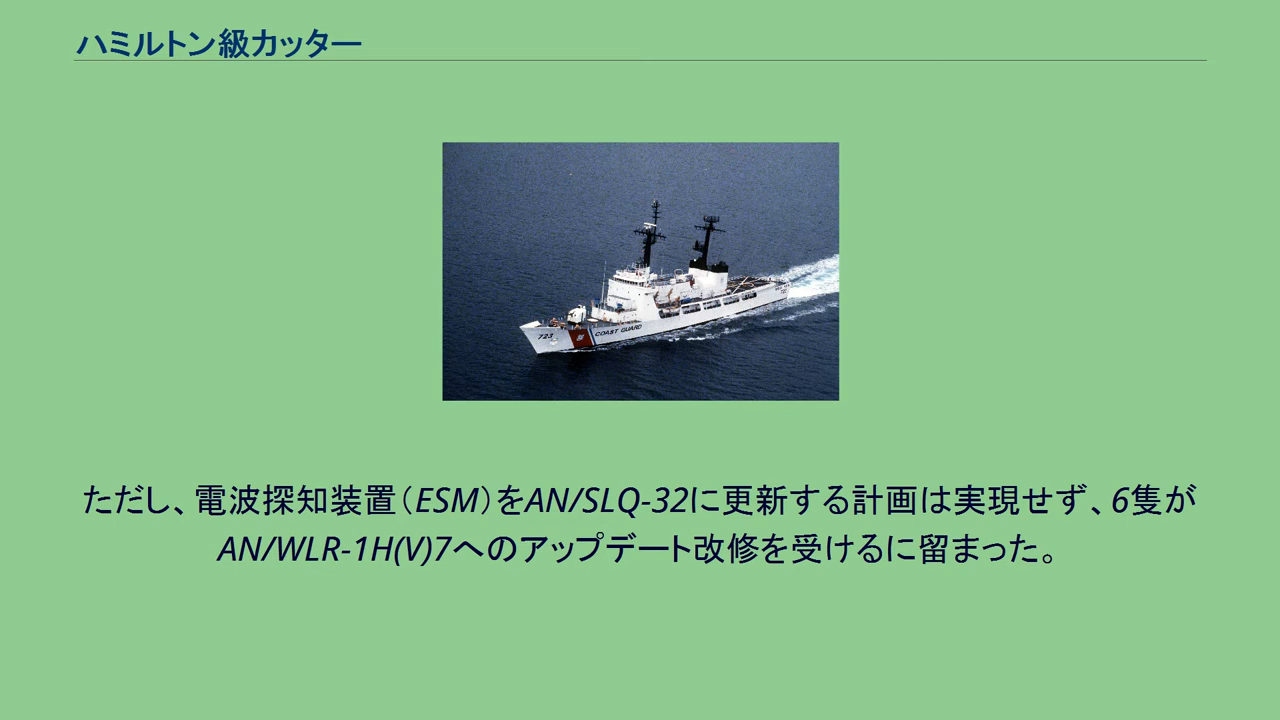 ハミルトン級カッター
723
COAST GUARD
ただし、電波探知装置（ESM）をAN/SLQ-32に更新する計画は実現せず、6隻が
AN/WLR-1H(V)7へのアップデート改修を受けるに留まった。